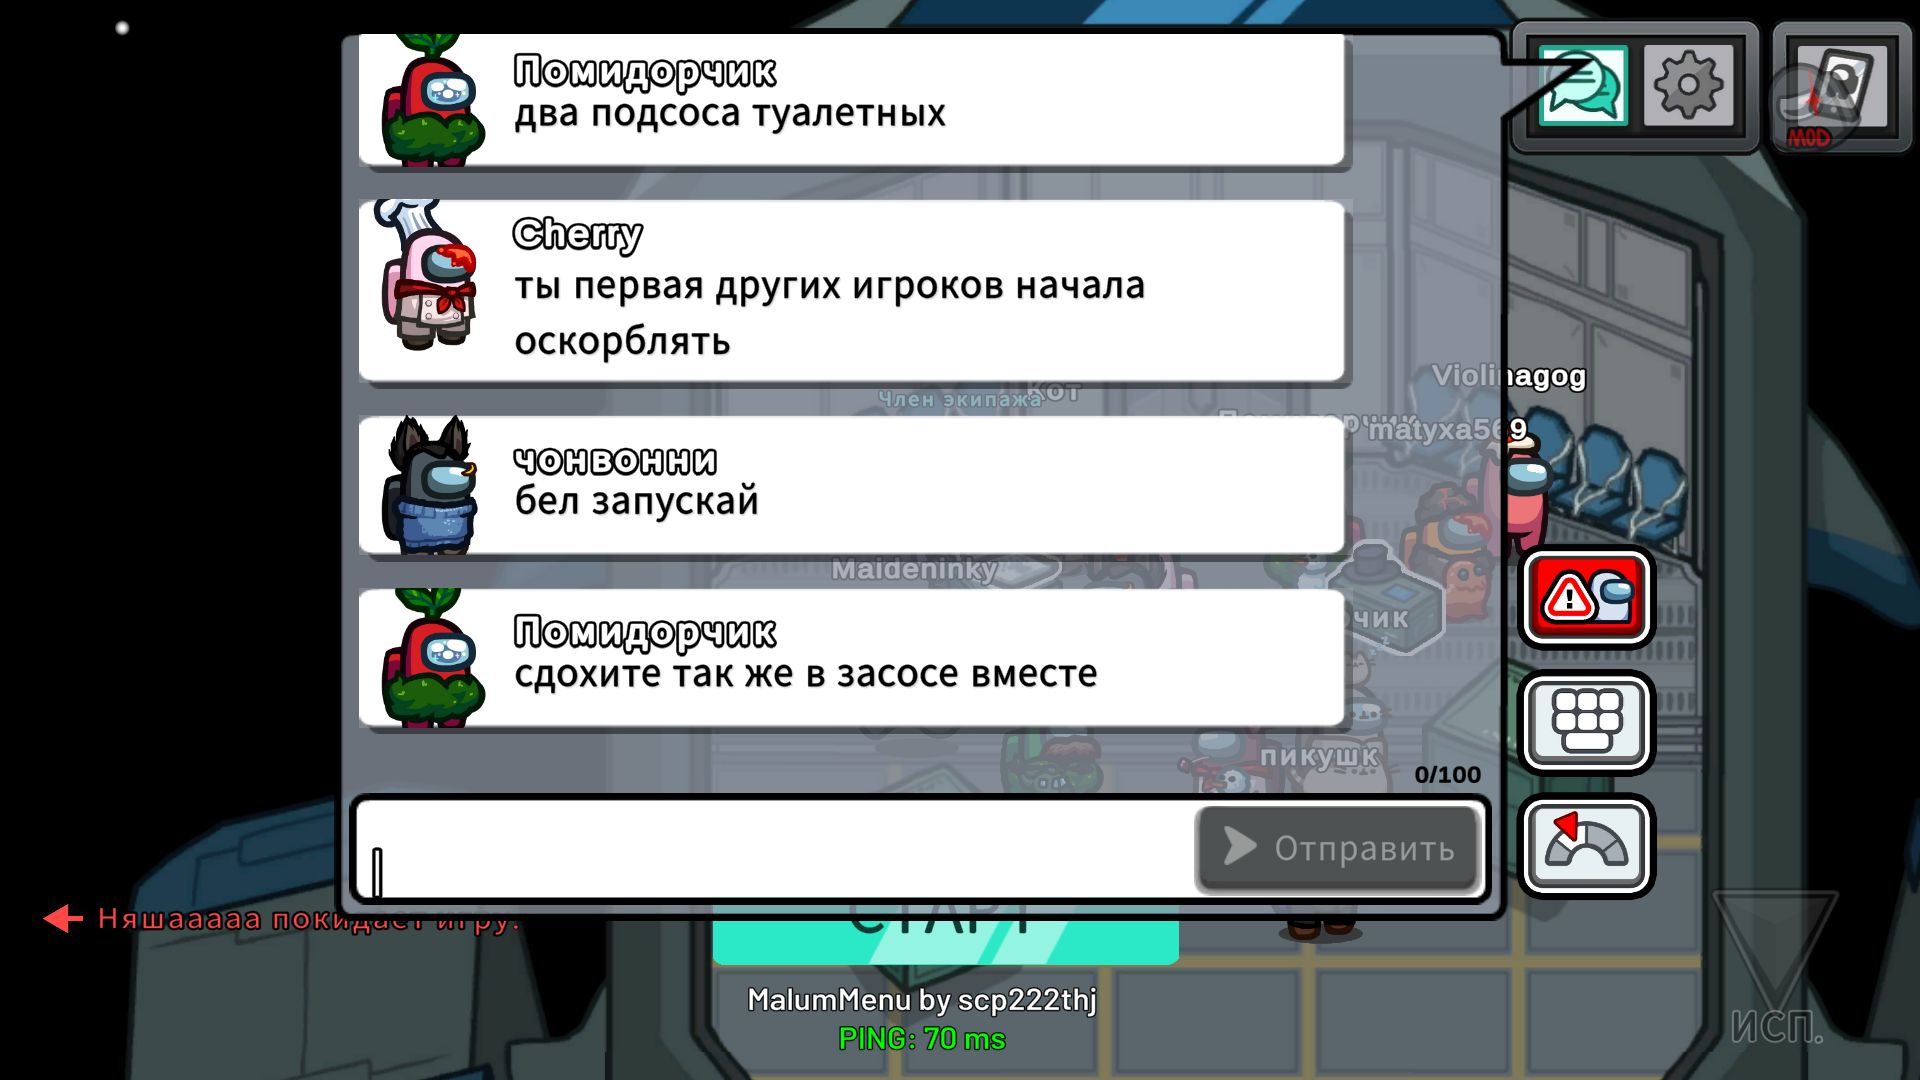 Помидорчик
два подсоса туалетных
MOD
Cherry
ты первая других игроков начала
оскорблять
Violinagog
Член экипажа
Кот
Помидорчик
matyxa569
чонвонни
бел запускай
Maideninky
чик
Помидорчик
сдохите так же в засосе вместе
пикушк
0/100
Отправить
Няшааааа покидает игру.
СТАРТ
MalumMenu by scp222thj
PING: 70 ms
ИСП.